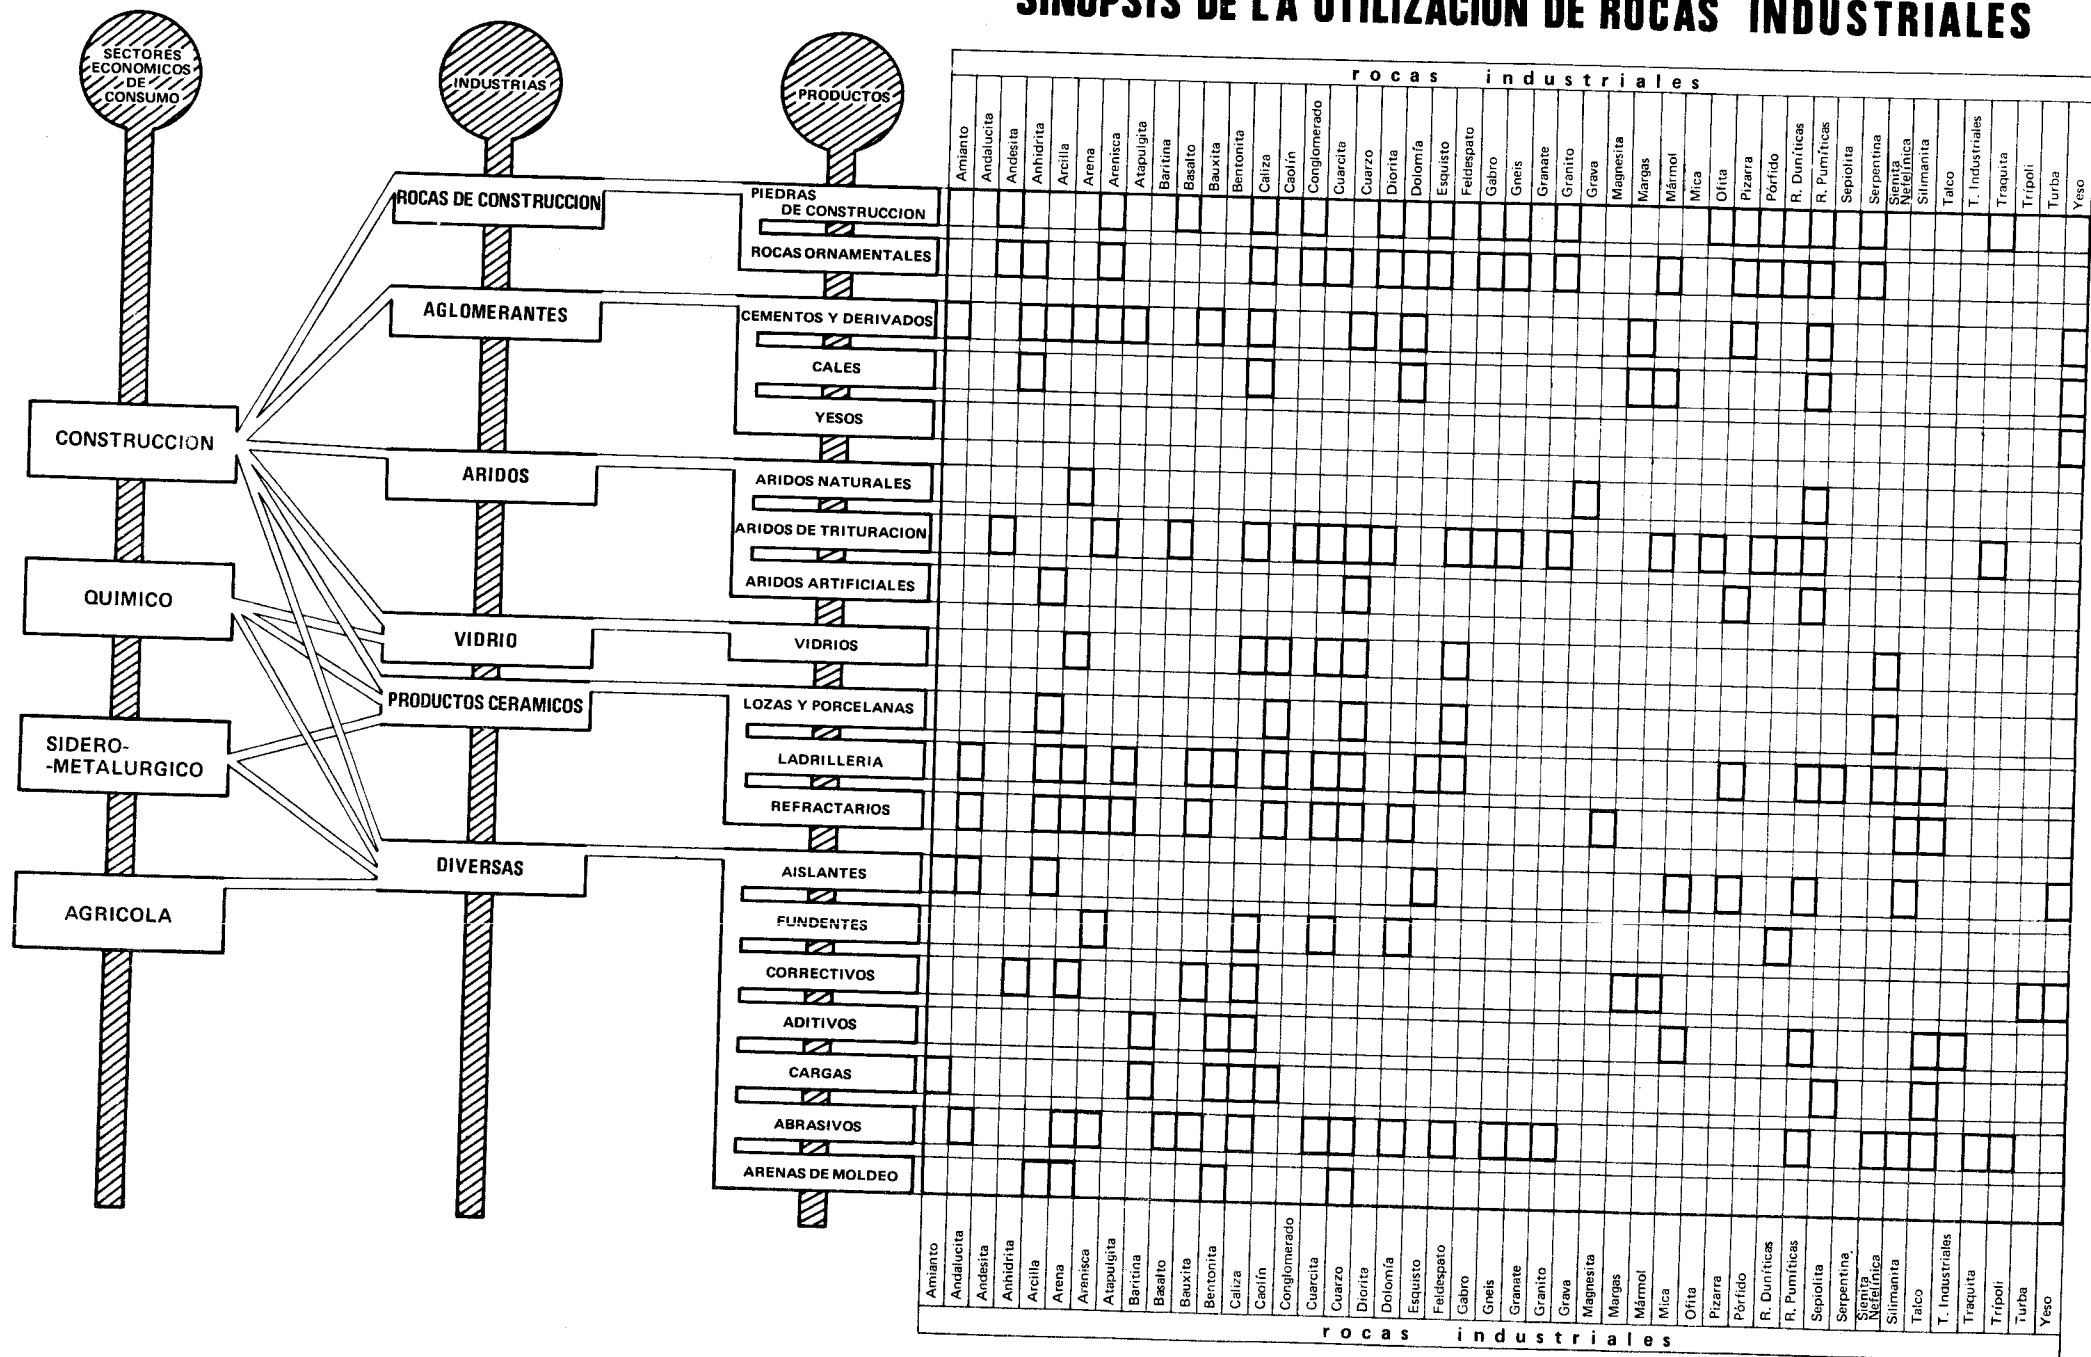 SINOPSIS DE LA UTILIZACION DE ROCAS INDUSTRIALES
SECTORES
ECONOMICOS
DE
CONSUMO
INDUSTRIAS
PRODUCTOS
rocas industriales
Amianto
Andalucita
Andesita
Anhidrita
Arcilla
Arena
Arenisca
Atapulgita
Baritina
Basalto
Bauxita
Bentonita
Caliza
Caolín
Conglomerado
Cuarcita
Cuarzo
Diorita
Dolomía
Esquisto
Feldespato
Gabro
Gneis
Granate
Granito
Grava
Magnesita
Margas
Mármol
Mica
Ofita
Pizarra
Pórfido
R. Duníticas
R. Pumíticas
Sepiolita
Serpentina
Sienita
Nefelínica
Silimanita
Talco
T. Industriales
Traquita
Trípoli
Turba
Yeso
CONSTRUCCION
QUIMICO
SIDERO-
-METALURGICO
AGRICOLA
ROCAS DE CONSTRUCCION
AGLOMERANTES
ARIDOS
VIDRIO
PRODUCTOS CERAMICOS
DIVERSAS
PIEDRAS
DE CONSTRUCCION
ROCAS ORNAMENTALES
CEMENTOS Y DERIVADOS
CALES
YESOS
ARIDOS NATURALES
ARIDOS DE TRITURACION
ARIDOS ARTIFICIALES
VIDRIOS
LOZAS Y PORCELANAS
LADRILLERIA
REFRACTARIOS
AISLANTES
FUNDENTES
CORRECTIVOS
ADITIVOS
CARGAS
ABRASIVOS
ARENAS DE MOLDEO
Amianto
Andalucita
Andesita
Anhidrita
Arcilla
Arena
Arenisca
Atapulgita
Baritina
Basalto
Bauxita
Bentonita
Caliza
Caolín
Conglomerado
Cuarcita
Cuarzo
Diorita
Dolomía
Esquisto
Feldespato
Gabro
Gneis
Granate
Granito
Grava
Magnesita
Margas
Mármol
Mica
Ofita
Pizarra
Pórfido
R. Duníticas
R. Pumíticas
Sepiolita
Serpentina
Sienita
Nefelínica
Silimanita
Talco
T. Industriales
Traquita
Trípoli
Turba
Yeso
rocas industriales